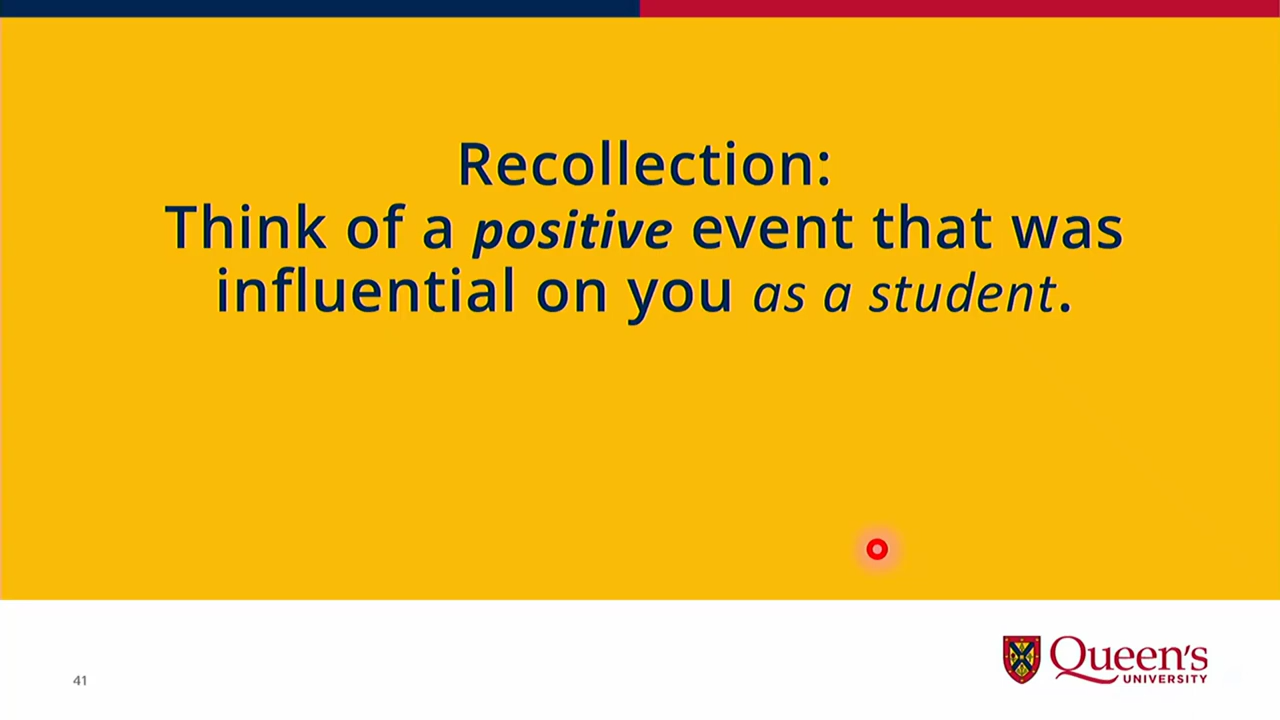 Recollection:
Think of a positive event that was
influential on you as a student.
41
Queen's
UNIVERSITY